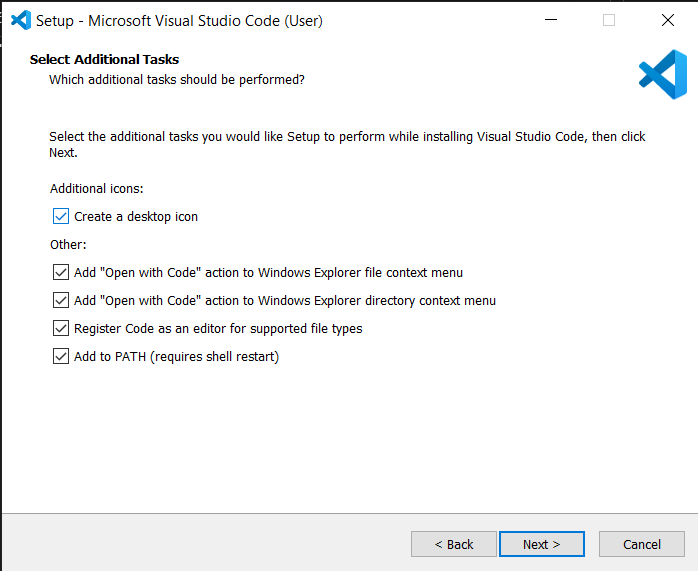 Setup - Microsoft Visual Studio Code (User)
Select Additional Tasks
Which additional tasks should be performed?
Select the additional tasks you would like Setup to perform while installing Visual Studio Code, then click
Next.
Additional icons:
Create a desktop icon
Other:
Add "Open with Code" action to Windows Explorer file context menu
Add "Open with Code" action to Windows Explorer directory context menu
Register Code as an editor for supported file types
Add to PATH (requires shell restart)
< Back Next > Cancel